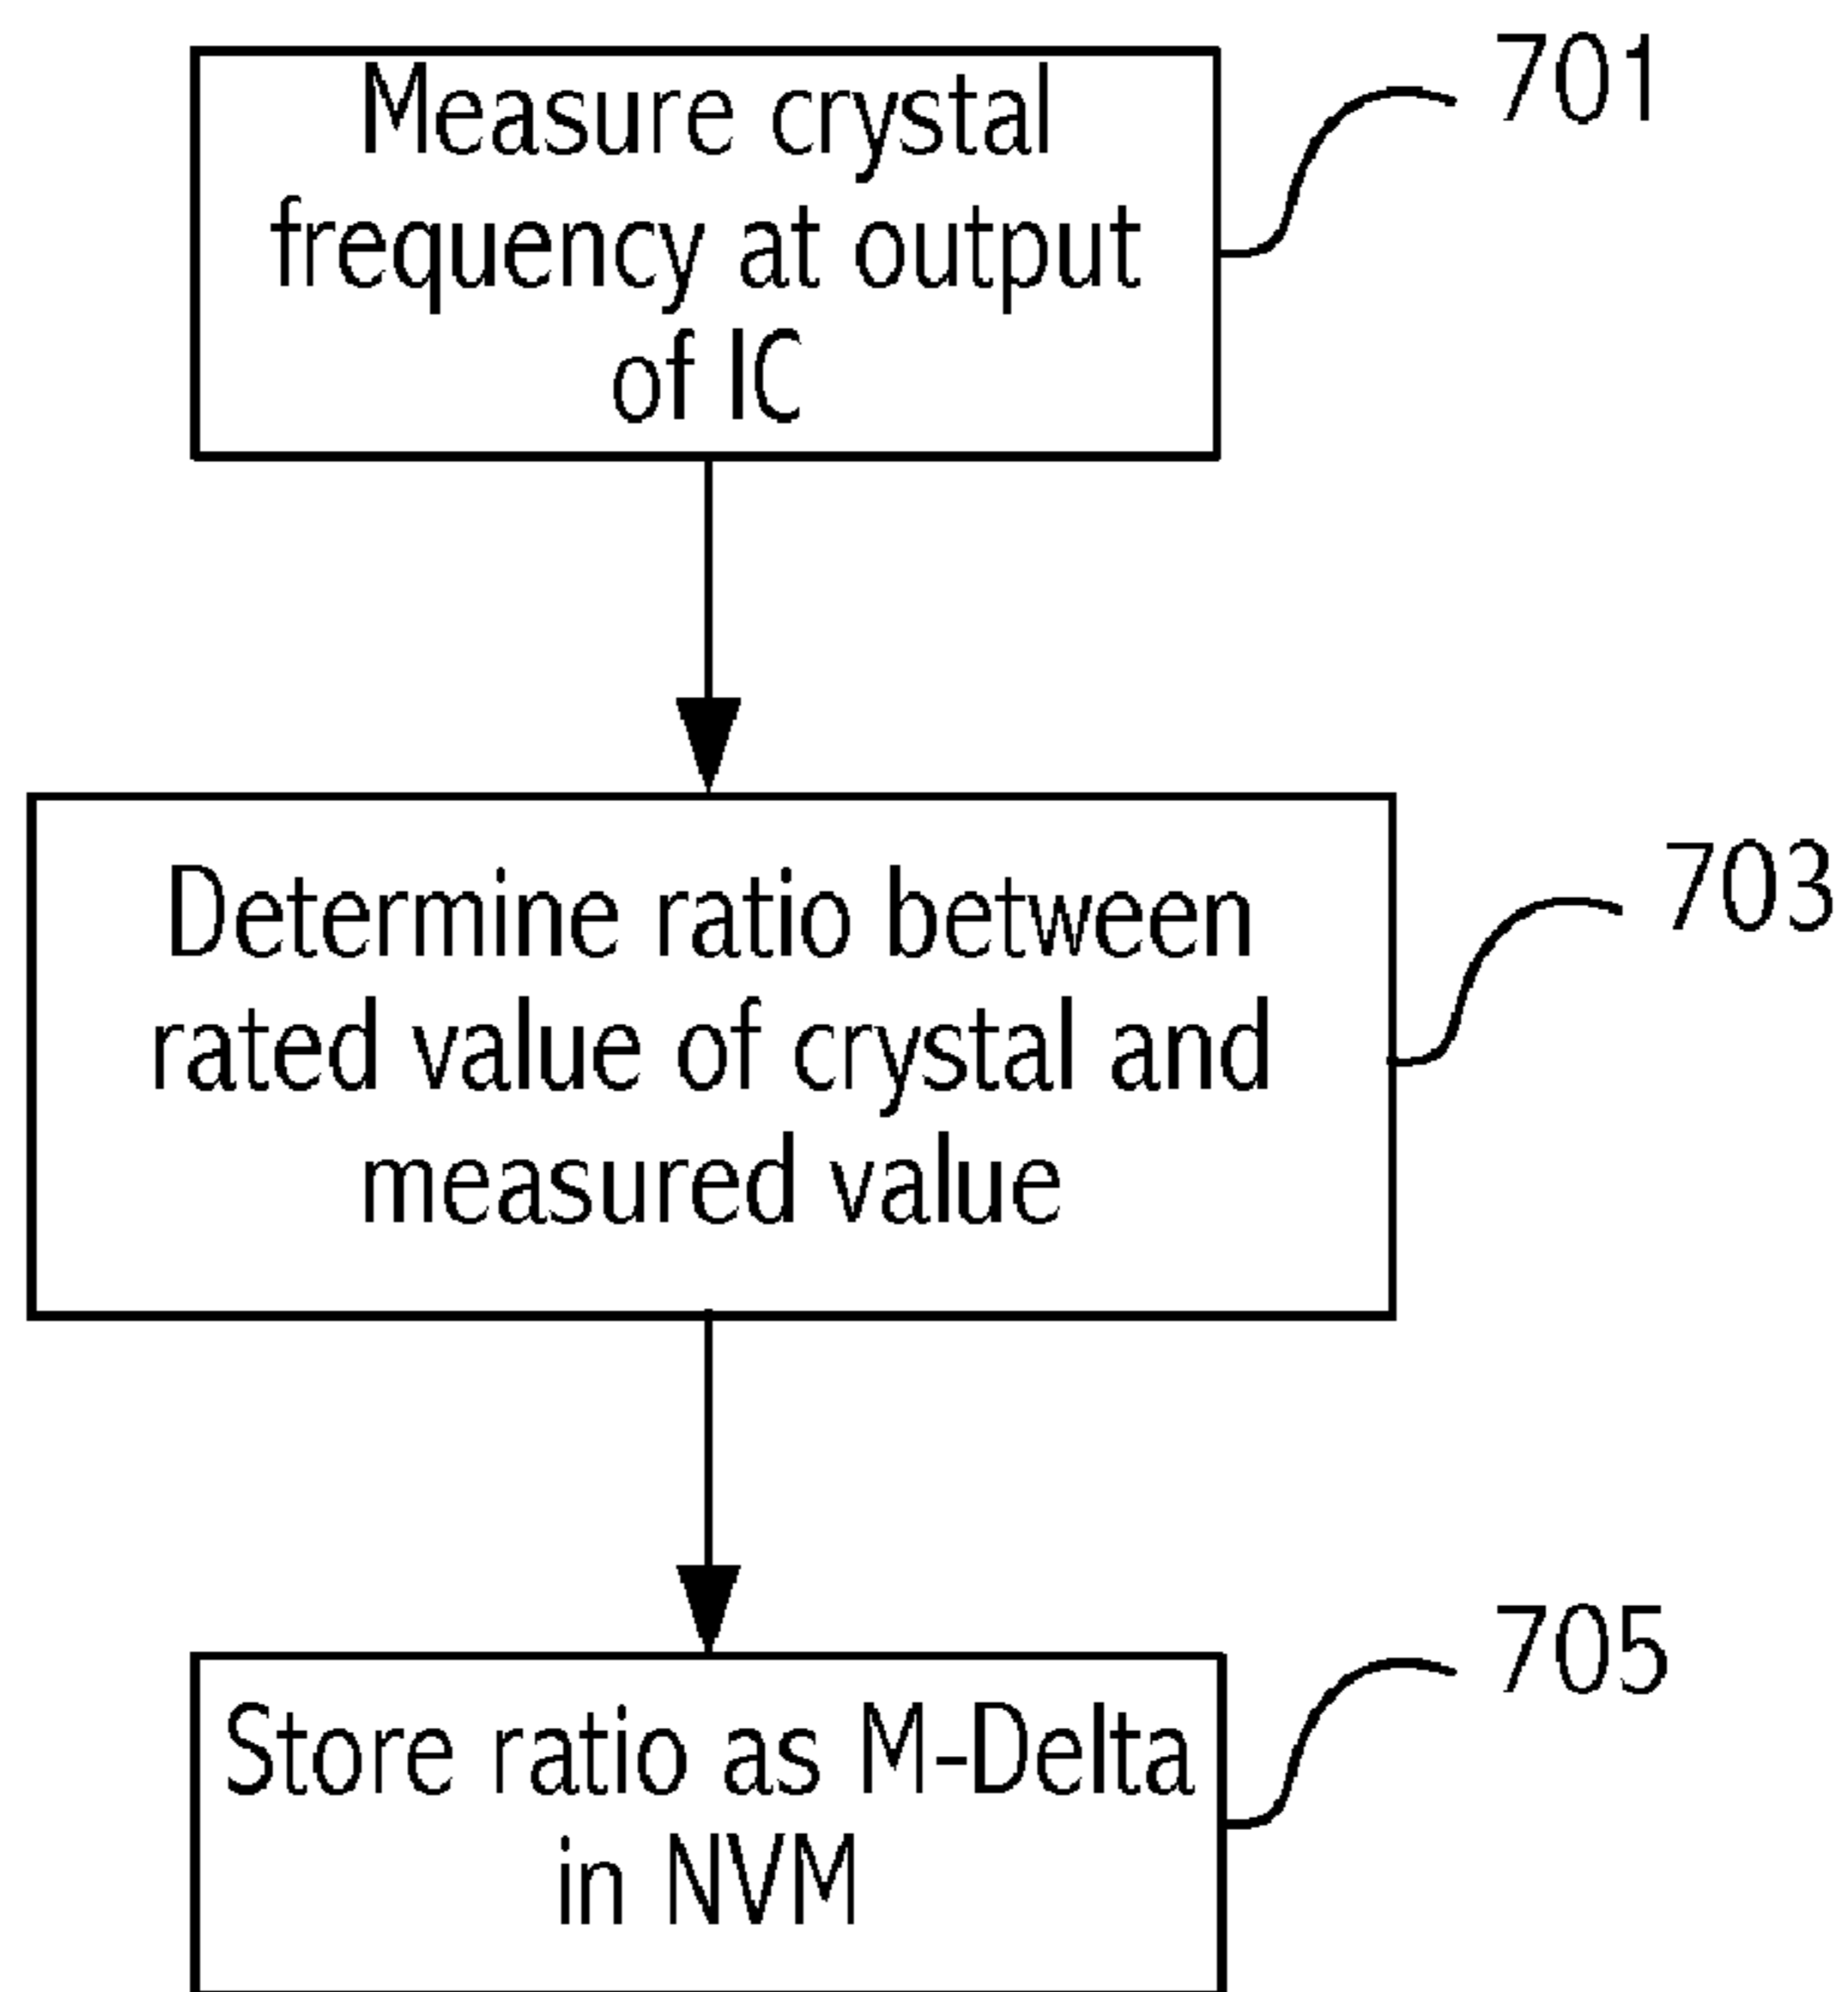 Measure crystal
frequency at output
of IC
701
Determine ratio between
rated value of crystal and
measured value
703
Store ratio as M-Delta
in NVM
705